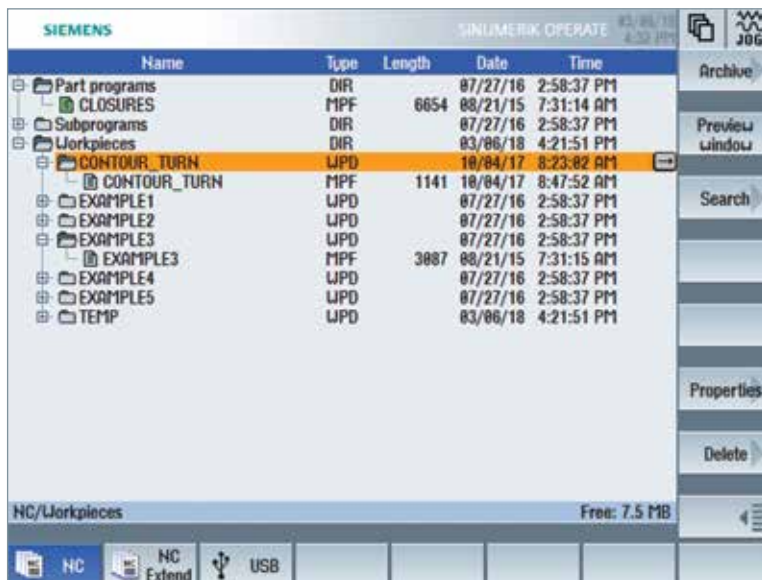 SIEMENS SINUMERIK OPERATE 03/06/18 4:32 PM JOG
Name Type Length Date Time
Part programs DIR 07/27/16 2:58:37 PM
CLOSURES MPF 6654 08/21/15 7:31:14 AM
Subprograms DIR 07/27/16 2:58:37 PM
Workpieces DIR 03/06/18 4:21:51 PM
CONTOUR_TURN WPD 10/04/17 8:23:02 AM
CONTOUR_TURN MPF 1141 10/04/17 8:47:52 AM
EXAMPLE1 WPD 07/27/16 2:58:37 PM
EXAMPLE2 WPD 07/27/16 2:58:37 PM
EXAMPLE3 WPD 07/27/16 2:58:37 PM
EXAMPLE3 MPF 3087 08/21/15 7:31:15 AM
EXAMPLE4 WPD 07/27/16 2:58:37 PM
EXAMPLE5 WPD 07/27/16 2:58:37 PM
TEMP WPD 03/06/18 4:21:51 PM
NC/Workpieces Free: 7.5 MB
Archive
Preview
window
Search
Properties
Delete
NC
NC
Extend
USB